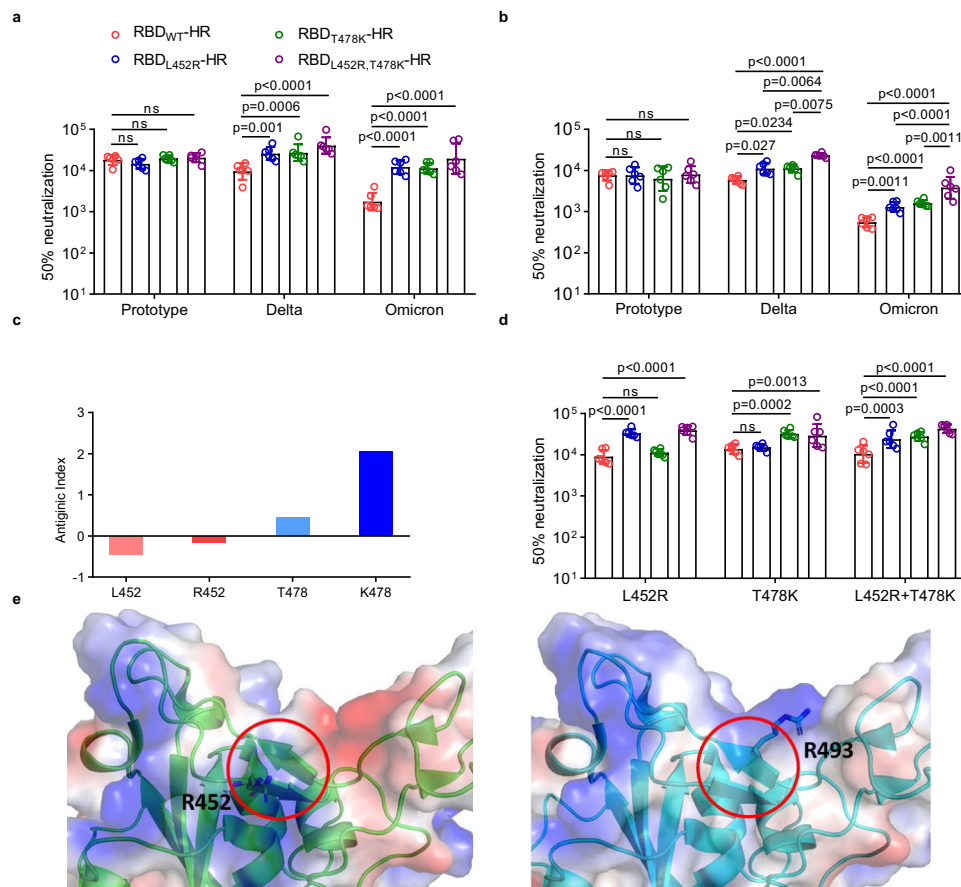 a
RBDWT-HR
RBDT478K-HR
RBDL452R-HR
RBDL452R,T478K-HR
p<0.0001
p<0.0001
ns
p=0.0006
p<0.0001
ns
p=0.001
p<0.0001
ns
50% neutralization
10^5
10^4
10^3
10^2
10^1
Prototype
Delta
Omicron
b
p<0.0001
p<0.0001
p=0.0064
p<0.0001
ns
p=0.0075
p=0.0011
ns
p=0.0234
p<0.0001
ns
p=0.027
p=0.0011
50% neutralization
10^5
10^4
10^3
10^2
10^1
Prototype
Delta
Omicron
c
Antiginic Index
3
2
1
0
-1
L452
R452
T478
K478
d
p<0.0001
p=0.0013
p<0.0001
ns
p=0.0002
p<0.0001
p<0.0001
ns
p=0.0003
50% neutralization
10^5
10^4
10^3
10^2
10^1
L452R
T478K
L452R+T478K
e
R452
R493